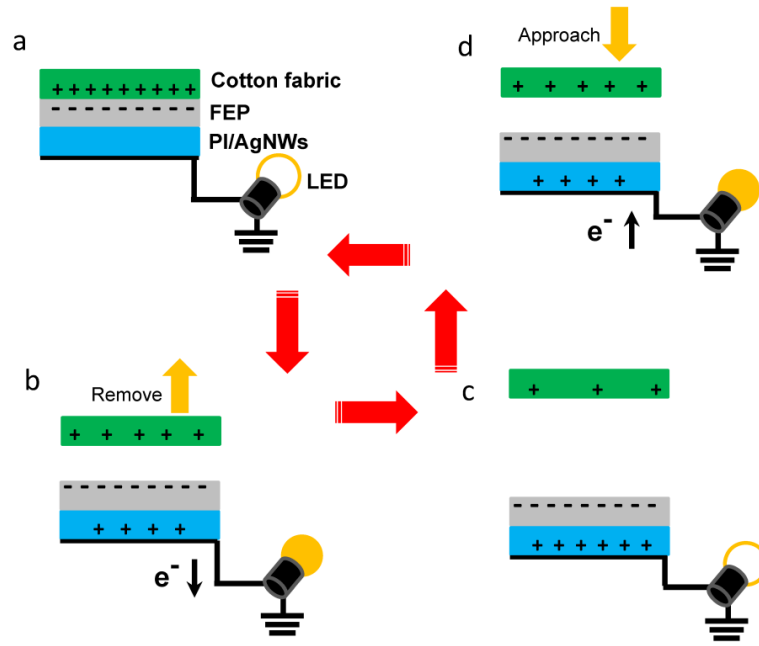 a
+ + + + + + + + +
Cotton fabric
- - - - - - - - -
FEP
PI/AgNWs
LED
b
Remove
+ + + + +
- - - - - - - - -
+ + + +
e-
c
+ + +
- - - - - - - - -
+ + + + + +
d
Approach
+ + + + +
- - - - - - - - -
+ + + +
e-